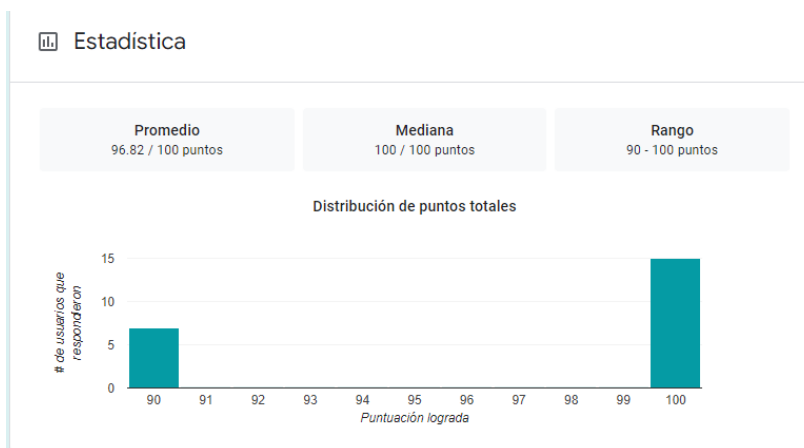 Estadística
Promedio
96.82 / 100 puntos
Mediana
100 / 100 puntos
Rango
90 - 100 puntos
Distribución de puntos totales
# de usuarios que
respondieron
15
10
5
0
90 91 92 93 94 95 96 97 98 99 100
Puntuación lograda